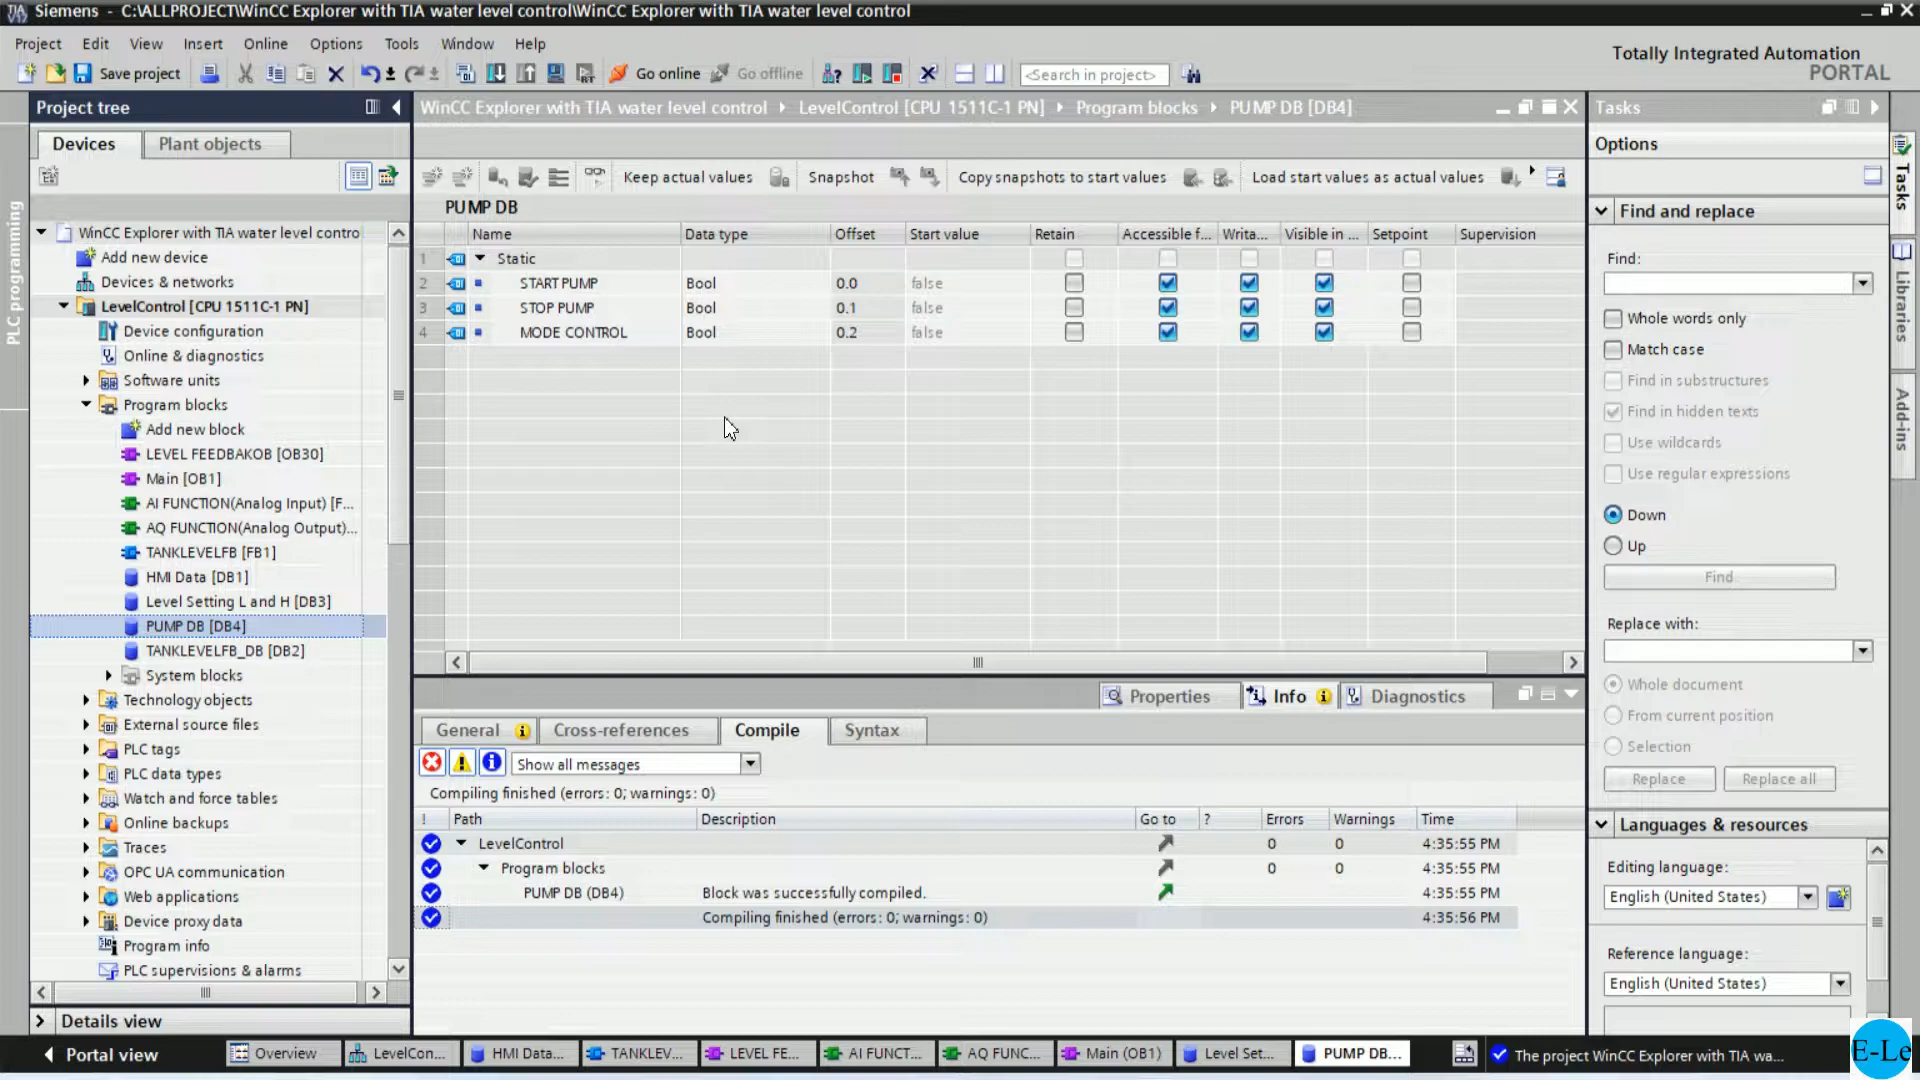 Siemens - C:\ALLPROJECT\WinCC Explorer with TIA water level control\WinCC Explorer with TIA water level control
Project Edit View Insert Online Options Tools Window Help
Totally Integrated Automation
PORTAL
Save project Go online Go offline <Search in project>
Project tree
WinCC Explorer with TIA water level control LevelControl [CPU 1511C-1 PN] Program blocks PUMP DB [DB4]
Tasks
Devices Plant objects
Options
Keep actual values Snapshot Copy snapshots to start values Load start values as actual values
PUMP DB
Name Data type Offset Start value Retain Accessible f... Writa... Visible in ... Setpoint Supervision
1 Static
2 START PUMP Bool 0.0 false
3 STOP PUMP Bool 0.1 false
4 MODE CONTROL Bool 0.2 false
PLC programming
WinCC Explorer with TIA water level contro
Add new device
Devices & networks
LevelControl [CPU 1511C-1 PN]
Device configuration
Online & diagnostics
Software units
Program blocks
Add new block
LEVEL FEEDBAKOB [OB30]
Main [OB1]
AI FUNCTION(Analog Input) [F...
AQ FUNCTION(Analog Output)...
TANKLEVELFB [FB1]
HMI Data [DB1]
Level Setting L and H [DB3]
PUMP DB [DB4]
TANKLEVELFB_DB [DB2]
System blocks
Technology objects
External source files
PLC tags
PLC data types
Watch and force tables
Online backups
Traces
OPC UA communication
Web applications
Device proxy data
Program info
PLC supervisions & alarms
Details view
Properties Info Diagnostics
General Cross-references Compile Syntax
Show all messages
Compiling finished (errors: 0; warnings: 0)
! Path Description Go to ? Errors Warnings Time
LevelControl 0 0 4:35:55 PM
Program blocks 0 0 4:35:55 PM
PUMP DB (DB4) Block was successfully compiled. 4:35:55 PM
Compiling finished (errors: 0; warnings: 0) 4:35:56 PM
Find and replace
Find:
Whole words only
Match case
Find in substructures
Find in hidden texts
Use wildcards
Use regular expressions
Down
Up
Find
Replace with:
Whole document
From current position
Selection
Replace Replace all
Languages & resources
Editing language:
English (United States)
Reference language:
English (United States)
Tasks
Libraries
Add-ins
Portal view Overview LevelCon... HMI Data... TANKLEV... LEVEL FE... AI FUNCT... AQ FUNC... Main (OB1) Level Set... PUMP DB... The project WinCC Explorer with TIA wa...
E-Le